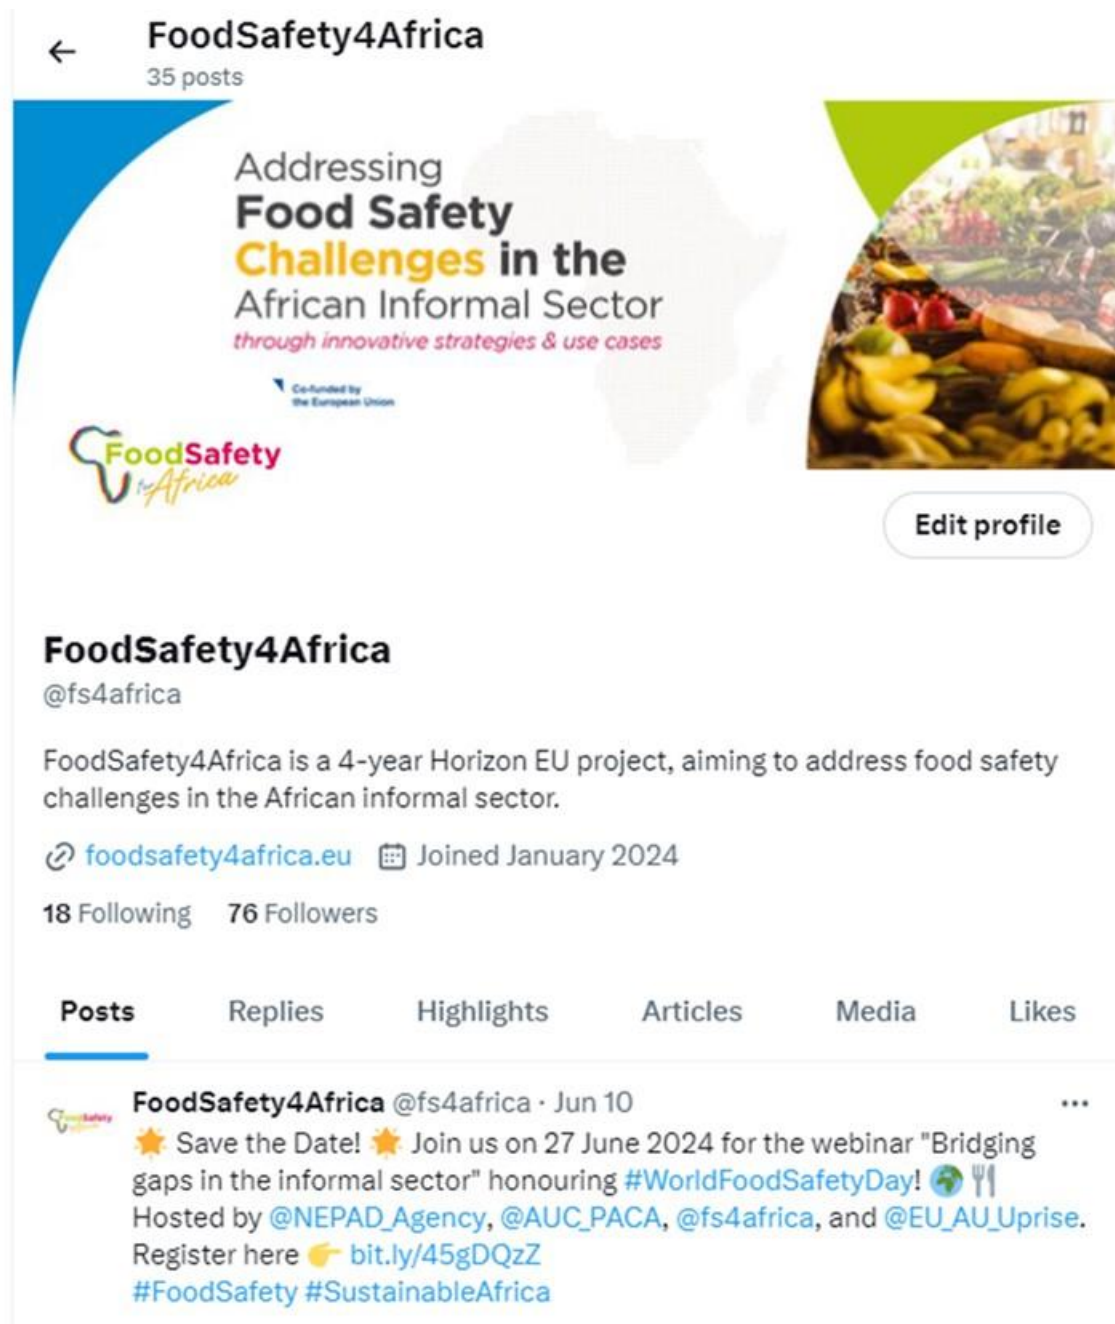 FoodSafety4Africa
35 posts
Addressing
Food Safety
Challenges in the
African Informal Sector
through innovative strategies & use cases
Co-funded by
the European Union
FoodSafety
for Africa
Edit profile
FoodSafety4Africa
@fs4africa
FoodSafety4Africa is a 4-year Horizon EU project, aiming to address food safety
challenges in the African informal sector.
foodsafety4africa.eu Joined January 2024
18 Following 76 Followers
Posts Replies Highlights Articles Media Likes
FoodSafety4Africa @fs4africa · Jun 10
🌟 Save the Date! 🌟 Join us on 27 June 2024 for the webinar "Bridging
gaps in the informal sector" honouring #WorldFoodSafetyDay! 🌍🍴
Hosted by @NEPAD_Agency, @AUC_PACA, @fs4africa, and @EU_AU_Uprise.
Register here 👉 bit.ly/45gDQzZ
#FoodSafety #SustainableAfrica